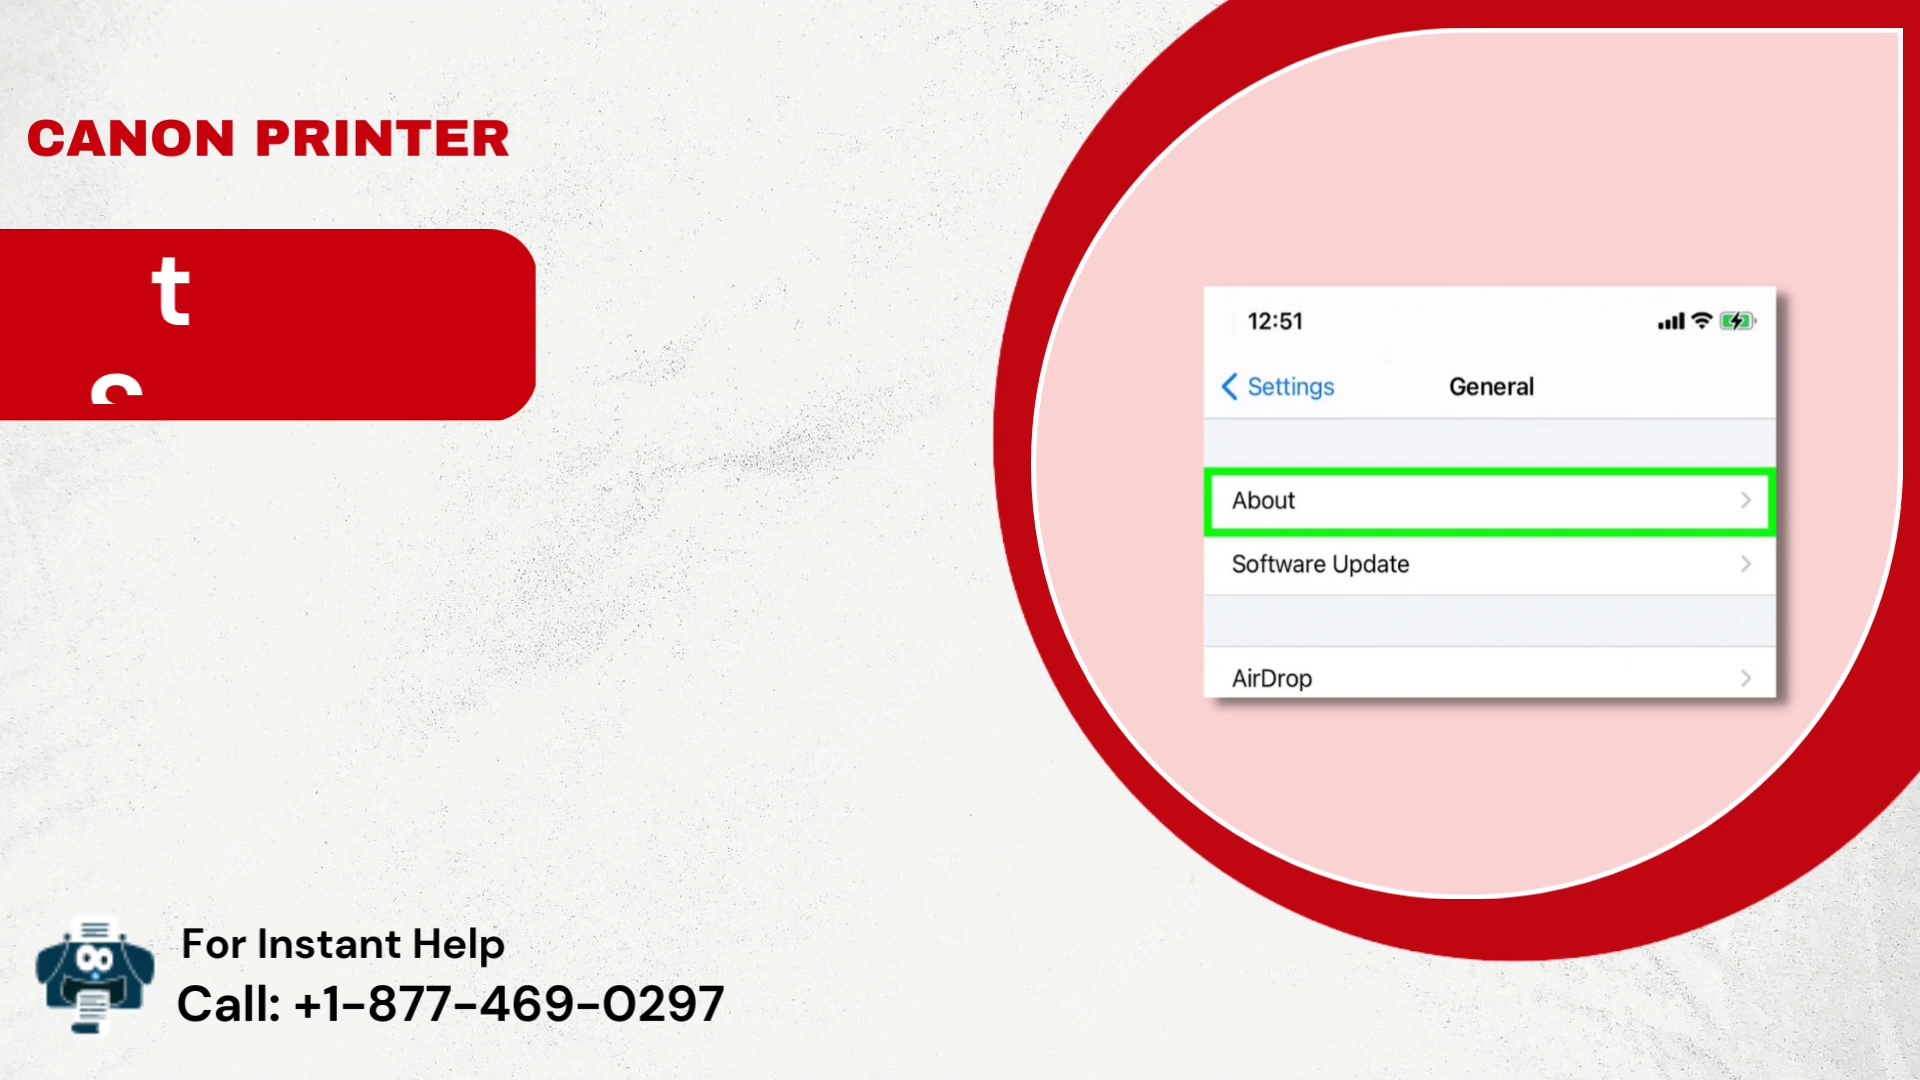 CANON PRINTER
t
For Instant Help
Call: +1-877-469-0297
12:51
Settings
General
About
Software Update
AirDrop